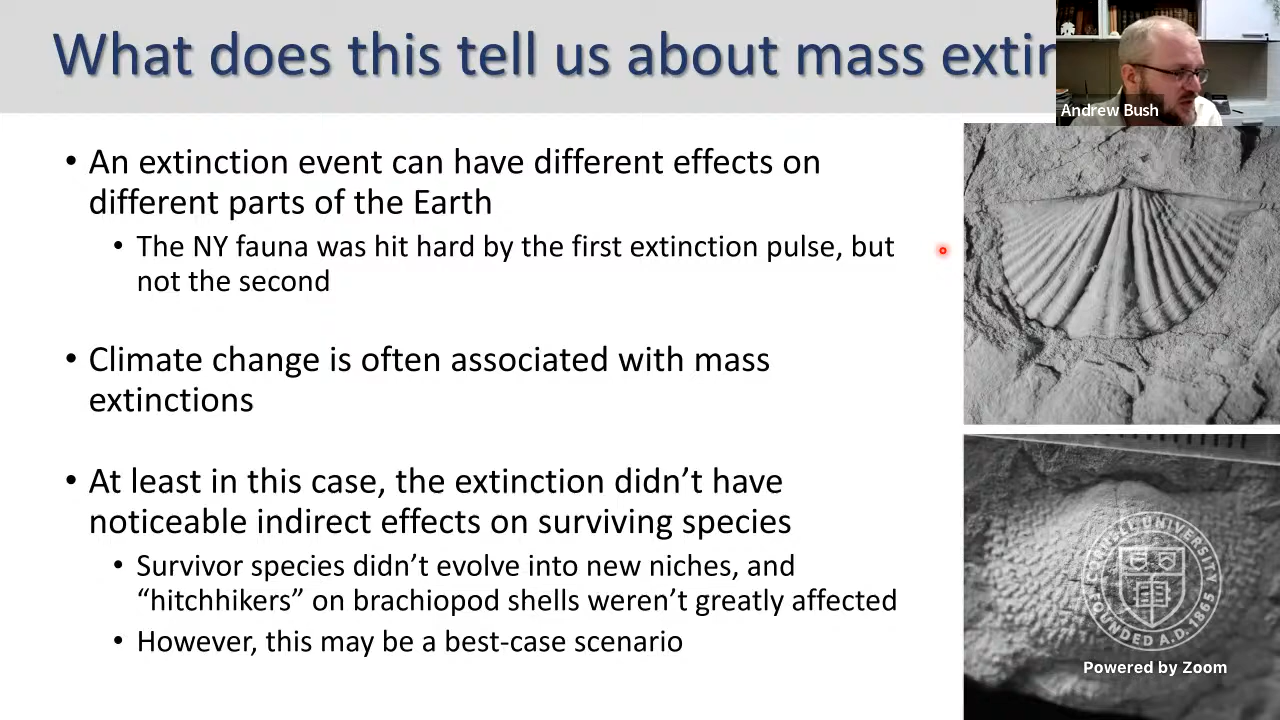 What does this tell us about mass extin
Andrew Bush
• An extinction event can have different effects on
different parts of the Earth
• The NY fauna was hit hard by the first extinction pulse, but
not the second
• Climate change is often associated with mass
extinctions
• At least in this case, the extinction didn’t have
noticeable indirect effects on surviving species
• Survivor species didn’t evolve into new niches, and
“hitchhikers” on brachiopod shells weren’t greatly affected
• However, this may be a best-case scenario
CORNELL UNIVERSITY
FOUNDED A.D. 1865
Powered by Zoom